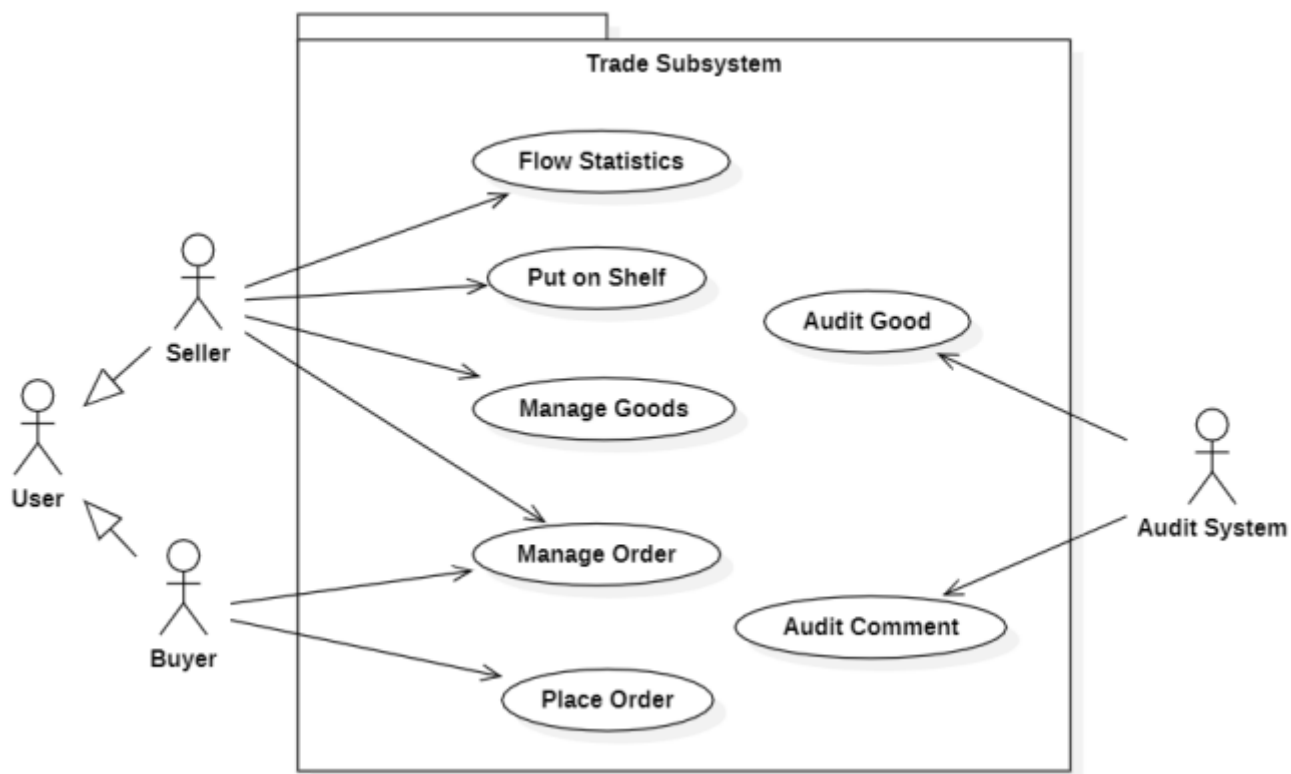 Trade Subsystem
Flow Statistics
Put on Shelf
Audit Good
Seller
Manage Goods
User
Audit System
Manage Order
Audit Comment
Buyer
Place Order